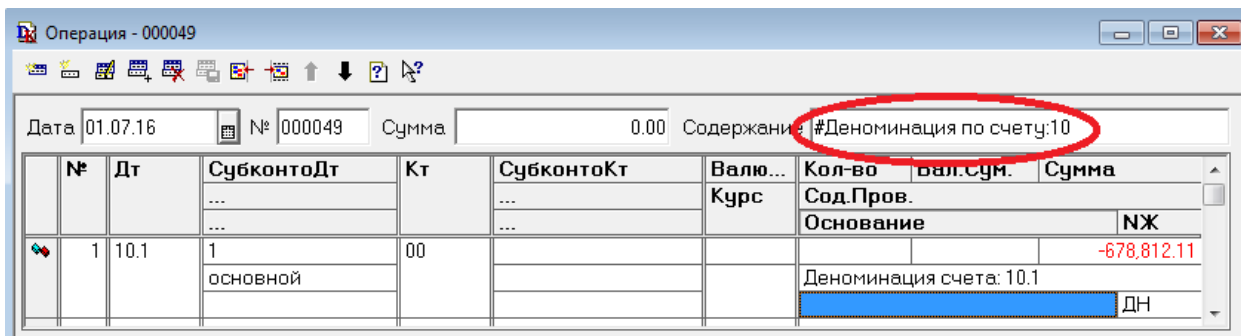 Операция - 000049
Дата 01.07.16 № 000049 Сумма 0.00 Содержание #Деноминация по счету:10
№ Дт СубконтоДт Кт СубконтоКт Валю... Кол-во Вал.Сум. Сумма
... ... Курс Сод.Пров.
... ... Основание NЖ
1 10.1 1 00 -678,812.11
основной Деноминация счета: 10.1
ДН